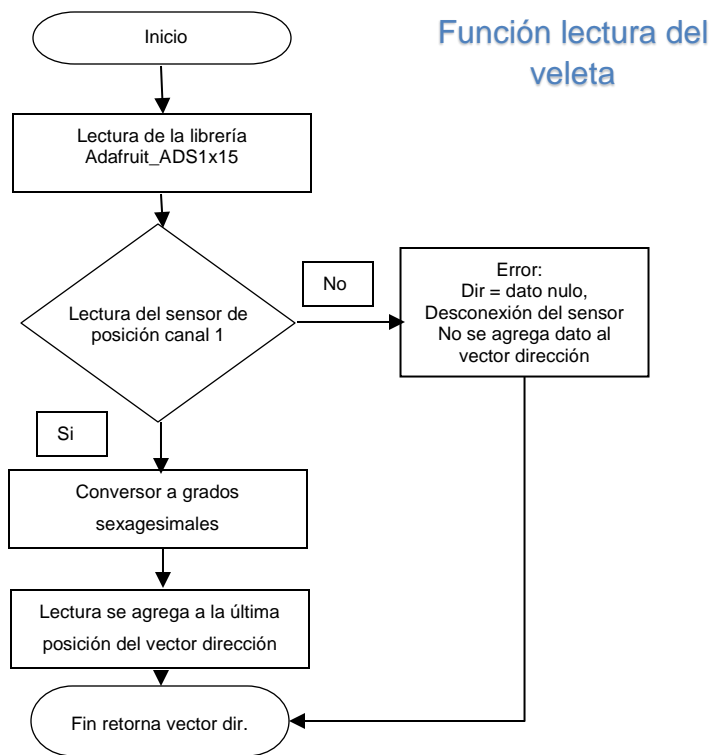 Función lectura del
veleta
Inicio
Lectura de la librería
Adafruit_ADS1x15
Lectura del sensor de
posición canal 1
No
Error:
Dir = dato nulo,
Desconexión del sensor
No se agrega dato al
vector dirección
Si
Conversor a grados
sexagesimales
Lectura se agrega a la última
posición del vector dirección
Fin retorna vector dir.